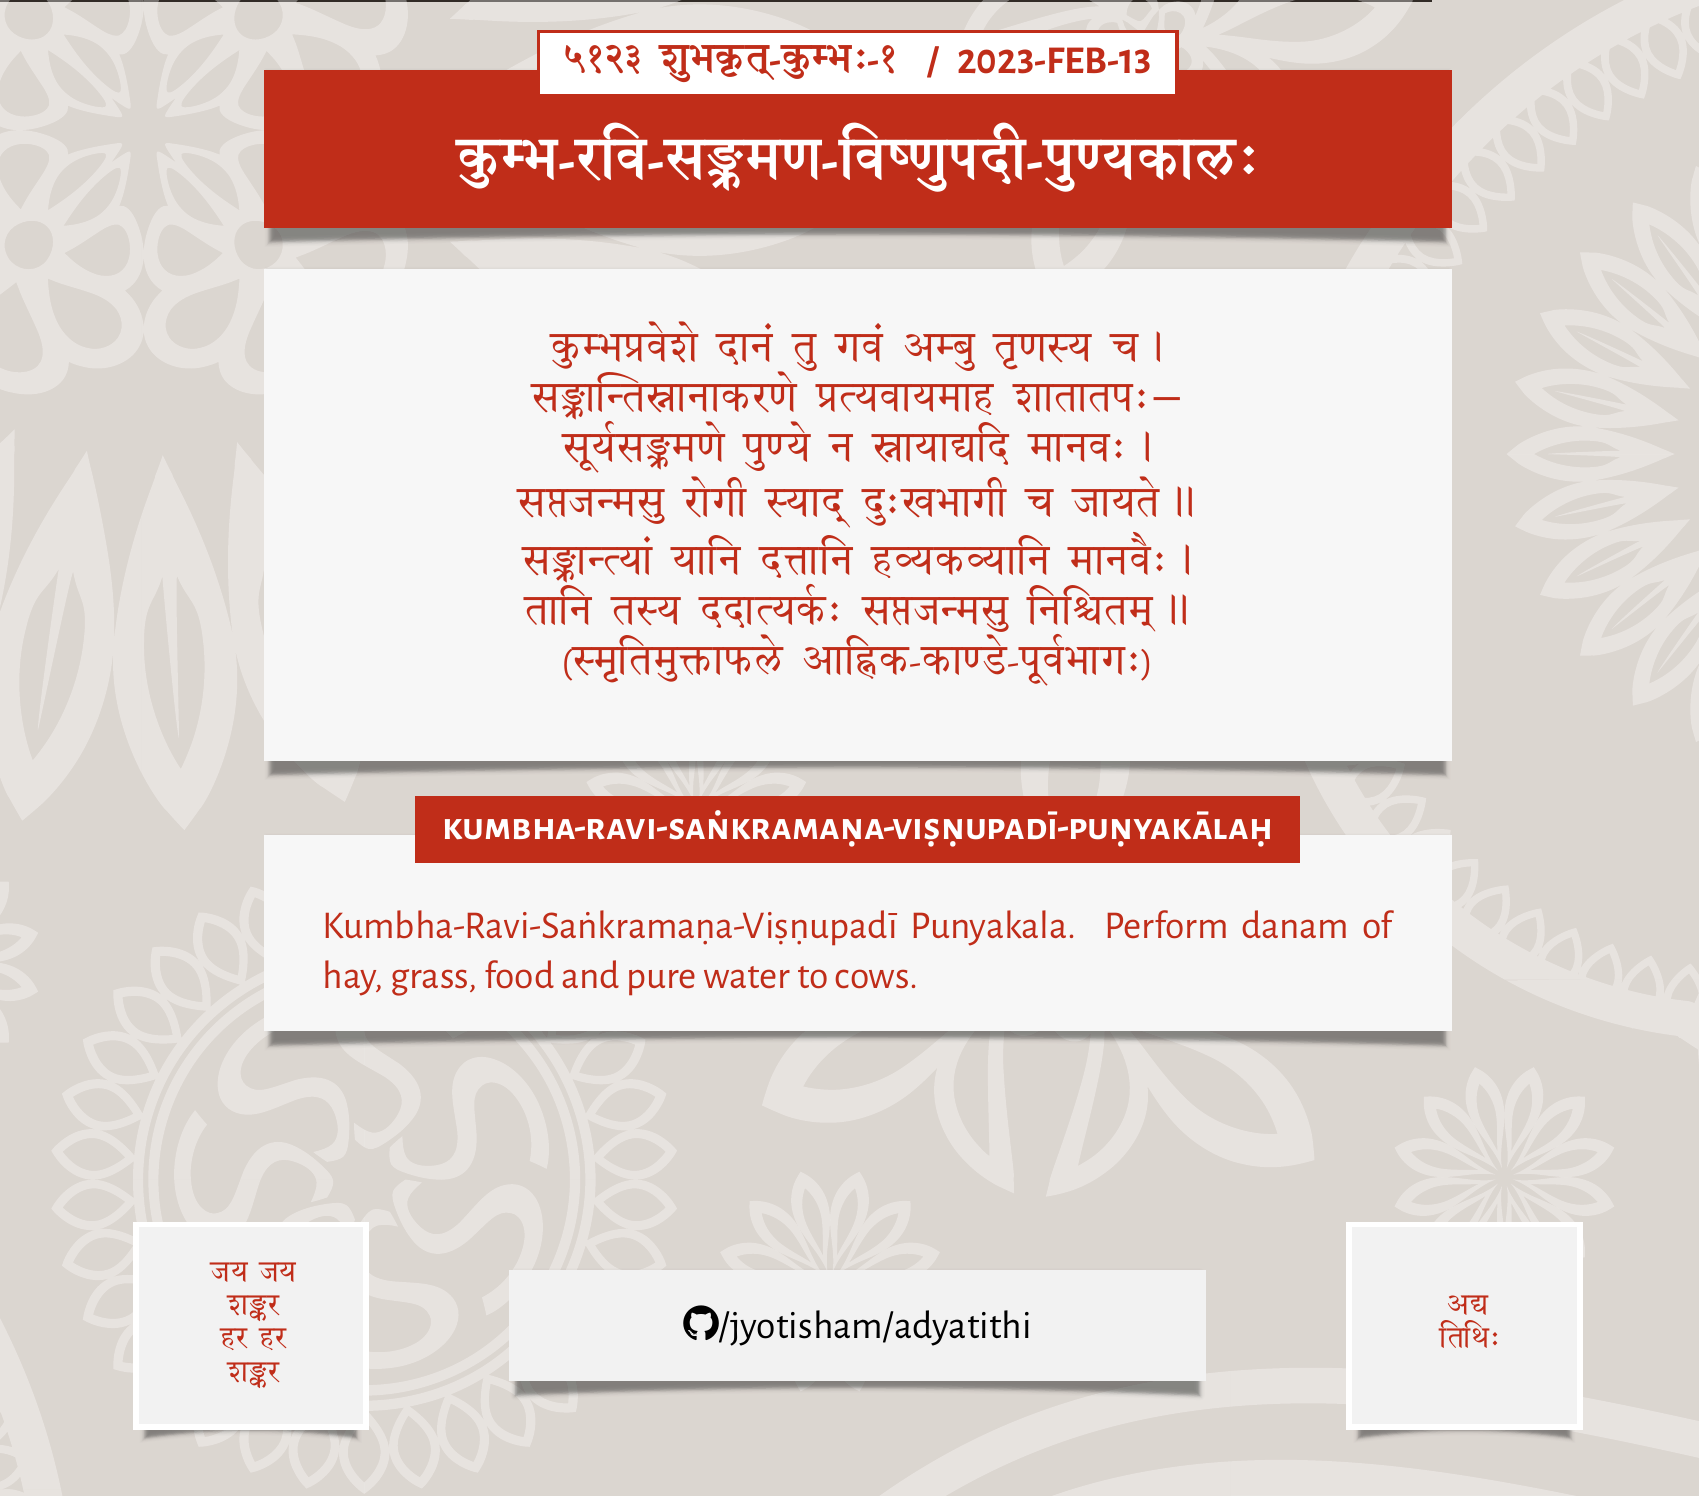 ५१२३ शुभकृत्-कुम्भः-१ / 2023-FEB-13
कुम्भ-रवि-सङ्क्रमण-विष्णुपदी-पुण्यकालः
कुम्भप्रवेशे दानं तु गवं अम्बु तृणस्य च।
सङ्क्रान्तिस्नानाकरणे प्रत्यवायमाह शातातपः—
सूर्यसङ्क्रमणे पुण्ये न स्नायाद्यदि मानवः।
सप्तजन्मसु रोगी स्याद् दुःखभागी च जायते॥
सङ्क्रान्त्यां यानि दत्तानि हव्यकव्यानि मानवैः।
तानि तस्य ददात्यर्कः सप्तजन्मसु निश्चितम्॥
(स्मृतिमुक्ताफले आह्निक-काण्डे-पूर्वभागः)
KUMBHA-RAVI-SAṄKRAMAṆA-VIṢṆUPADĪ-PUṆYAKĀLAḤ
Kumbha-Ravi-Saṅkramaṇa-Viṣṇupadī Punyakala. Perform danam of
hay, grass, food and pure water to cows.
जय जय
शङ्कर
हर हर
शङ्कर
/jyotisham/adyatithi
अद्य
तिथिः